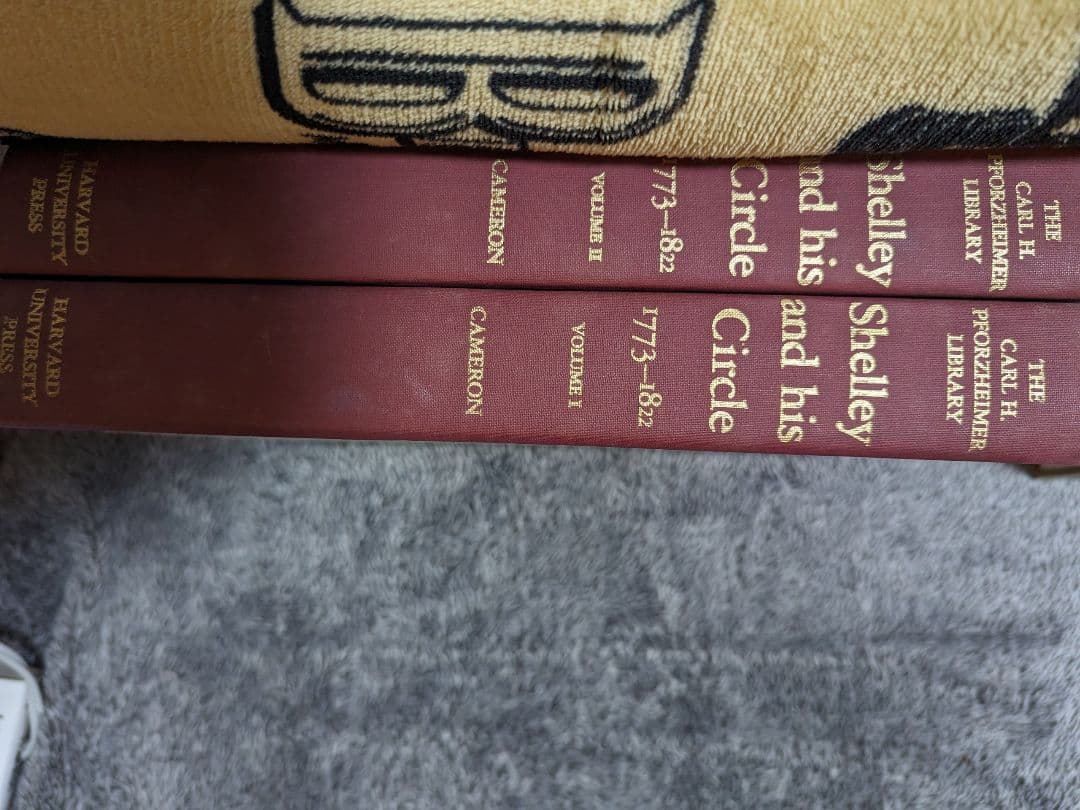 THE
CARL H.
PFORZHEIMER
LIBRARY
Shelley
and his
Circle
1773–1822
VOLUME II
CAMERON
HARVARD
UNIVERSITY
PRESS
THE
CARL H.
PFORZHEIMER
LIBRARY
Shelley
and his
Circle
1773–1822
VOLUME I
CAMERON
HARVARD
UNIVERSITY
PRESS
B